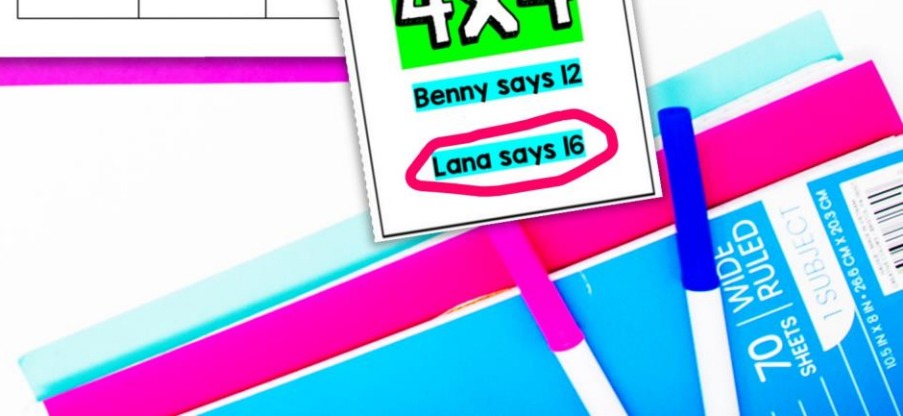 4x4
Benny says 12
Lana says 16
70 | WIDE
SHEETS | RULED
1 SUBJECT
10.5 IN X 8 IN • 26.6 CM X 20.3 CM